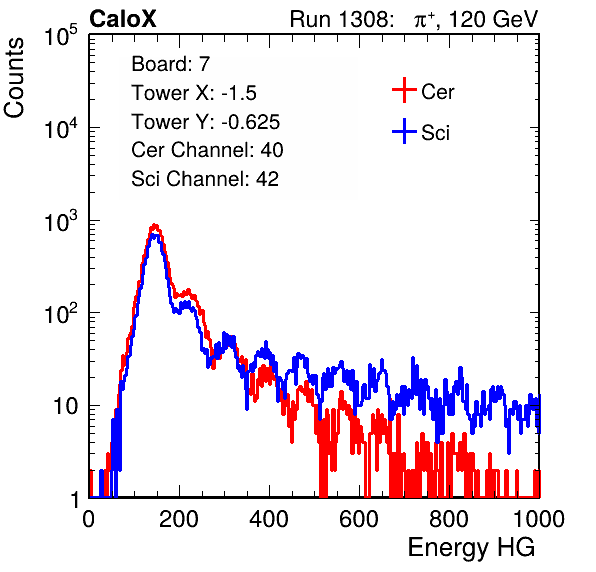 CaloX Run 1308: π⁺, 120 GeV
Counts
10⁵
10⁴
10³
10²
10
1
Board: 7
Tower X: -1.5
Tower Y: -0.625
Cer Channel: 40
Sci Channel: 42
Cer
Sci
0 200 400 600 800 1000
Energy HG